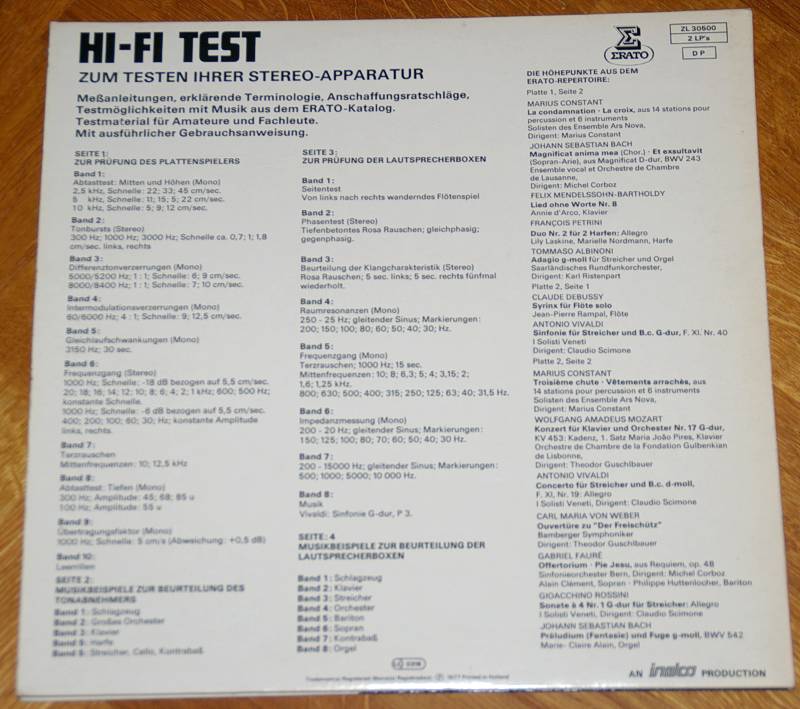 HI-FI TEST
ZUM TESTEN IHRER STEREO-APPARATUR
Meßanleitungen, erklärende Terminologie, Anschaffungsratschläge,
Testmöglichkeiten mit Musik aus dem ERATO-Katalog.
Testmaterial für Amateure und Fachleute.
Mit ausführlicher Gebrauchsanweisung.
ERATO
ZL 30500
2 LP's
D P
SEITE 1:
ZUR PRÜFUNG DES PLATTENSPIELERS
Band 1:
Abtasttest: Mitten und Höhen (Mono)
2,5 kHz, Schnelle: 22; 33; 45 cm/sec.
5 kHz, Schnelle: 11; 15; 5; 22 cm/sec.
10 kHz, Schnelle: 5; 9; 12 cm/sec.
Band 2:
Tonbursts (Stereo)
300 Hz; 1000 Hz; 3000 Hz; Schnelle ca. 0,7; 1; 1,8
cm/sec. links, rechts
Band 3:
Differenztonverzerrungen (Mono)
5000/5200 Hz; 1 : 1; Schnelle: 6; 9 cm/sec.
8000/8400 Hz; 1 : 1; Schnelle: 7; 10 cm/sec.
Band 4:
Intermodulationsverzerrungen (Mono)
60/6000 Hz; 4 : 1; Schnelle: 9; 12,5 cm/sec.
Band 5:
Gleichlaufschwankungen (Mono)
3150 Hz; 30 sec.
Band 6:
Frequenzgang (Stereo)
1000 Hz; Schnelle: -18 dB bezogen auf 5,5 cm/sec.
20; 18; 16; 14; 12; 10; 8; 6; 4; 2; 1 kHz; 600; 500 Hz;
konstante Schnelle.
1000 Hz; Schnelle: -6 dB bezogen auf 5,5 cm/sec.
400; 200; 100; 60; 30; Hz; konstante Amplitude
links, rechts.
Band 7:
Terzrauschen
Mittenfrequenzen: 10; 12,5 kHz
Band 8:
Abtasttest: Tiefen (Mono)
300 Hz; Amplitude: 45; 68; 85 u
100 Hz; Amplitude: 55 u
Band 9:
Übertragungsfaktor (Mono)
1000 Hz; Schnelle: 5 cm/s (Abweichung: +0,5 dB)
Band 10:
Leerrillen
SEITE 2:
MUSIKBEISPIELE ZUR BEURTEILUNG DES
TONABNEHMERS
Band 1: Schlagzeug
Band 2: Großes Orchester
Band 3: Klavier
Band 5: Harfe
Band 6: Streicher, Cello, Kontrabaß
SEITE 3:
ZUR PRÜFUNG DER LAUTSPRECHERBOXEN
Band 1:
Seitentest
Von links nach rechts wanderndes Flötenspiel
Band 2:
Phasentest (Stereo)
Tiefenbetontes Rosa Rauschen; gleichphasig;
gegenphasig.
Band 3:
Beurteilung der Klangcharakteristik (Stereo)
Rosa Rauschen; 5 sec. links; 5 sec. rechts fünfmal
wiederholt.
Band 4:
Raumresonanzen (Mono)
250 - 25 Hz; gleitender Sinus; Markierungen:
200; 150; 100; 80; 60; 50; 40; 30; Hz.
Band 5:
Frequenzgang (Mono)
Terzrauschen; 1000 Hz; 15 sec.
Mittenfrequenzen: 10; 8; 6,3; 5; 4; 3,15; 2;
1,6; 1,25 kHz.
800; 630; 500; 400; 315; 250; 125; 63; 40; 31,5 Hz.
Band 6:
Impedanzmessung (Mono)
200 - 20 Hz; gleitender Sinus; Markierungen:
150; 125; 100; 80; 70; 60; 50; 40; 30 Hz.
Band 7:
200 - 15000 Hz; gleitender Sinus; Markierungen:
500; 1000; 5000; 10 000 Hz.
Band 8:
Musik
Vivaldi: Sinfonie G-dur, P 3.
SEITE: 4
MUSIKBEISPIELE ZUR BEURTEILUNG DER
LAUTSPRECHERBOXEN
Band 1: Schlagzeug
Band 2: Klavier
Band 3: Streicher
Band 4: Orchester
Band 5: Bariton
Band 6: Sopran
Band 7: Kontrabaß
Band 8: Orgel
DIE HÖHEPUNKTE AUS DEM
ERATO-REPERTOIRE:
Platte 1, Seite 2
MARIUS CONSTANT
La condamnation · La croix, aus 14 stations pour
percussion et 6 instruments
Solisten des Ensemble Ars Nova,
Dirigent: Marius Constant
JOHANN SEBASTIAN BACH
Magnificat anima mea (Chor.) · Et exsultavit
(Sopran-Arie), aus Magnificat D-dur, BWV 243
Ensemble vocal et Orchestre de Chambre
de Lausanne,
Dirigent: Michel Corboz
FELIX MENDELSSOHN-BARTHOLDY
Lied ohne Worte Nr. 8
Annie d'Arco, Klavier
FRANÇOIS PETRINI
Duo Nr. 2 für 2 Harfen: Allegro
Lily Laskine, Marielle Nordmann, Harfe
TOMMASO ALBINONI
Adagio g-moll für Streicher und Orgel
Saarländisches Rundfunkorchester,
Dirigent: Karl Ristenpart
Platte 2, Seite 1
CLAUDE DEBUSSY
Syrinx für Flöte solo
Jean-Pierre Rampal, Flöte
ANTONIO VIVALDI
Sinfonie für Streicher und B.c. G-dur, F. XI, Nr. 40
I Solisti Veneti
Dirigent: Claudio Scimone
Platte 2, Seite 2
MARIUS CONSTANT
Troisième chute · Vêtements arrachés, aus
14 stations pour percussion et 6 instruments
Solisten des Ensemble Ars Nova,
Dirigent: Marius Constant
WOLFGANG AMADEUS MOZART
Konzert für Klavier und Orchester Nr. 17 G-dur,
KV 453: Kadenz, 1. Satz Maria João Pires, Klavier
Orchestre de Chambre de la Fondation Gulbenkian
de Lisbonne,
Dirigent: Theodor Guschlbauer
ANTONIO VIVALDI
Concerto für Streicher und B.c. d-moll,
F. XI, Nr. 19: Allegro
I Solisti Veneti, Dirigent: Claudio Scimone
CARL MARIA VON WEBER
Ouvertüre zu "Der Freischütz"
Bamberger Symphoniker
Dirigent: Theodor Guschlbauer
GABRIEL FAURÉ
Offertorium · Pie Jesu, aus Requiem, op. 48
Sinfonieorchester Bern, Dirigent: Michel Corboz
Alain Clément, Sopran · Philippe Huttenlocher, Bariton
GIOACCHINO ROSSINI
Sonate à 4 Nr. 1 G-dur für Streicher: Allegro
I Solisti Veneti, Dirigent: Claudio Scimone
JOHANN SEBASTIAN BACH
Präludium (Fantasie) und Fuge g-moll, BWV 542
Marie-Claire Alain, Orgel
AN inelco PRODUCTION
Printed in Holland